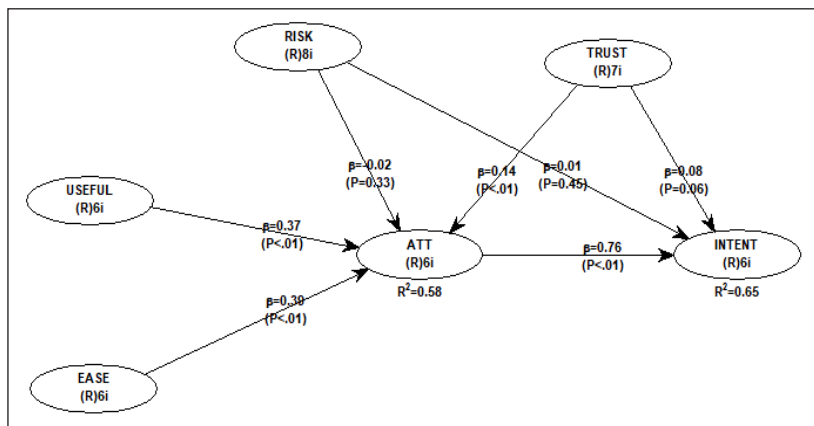 RISK
(R)8i
TRUST
(R)7i
β=-0.02
(P=0.33)
β=0.14
(P<.01)
β=0.01
(P=0.45)
β=0.08
(P=0.06)
USEFUL
(R)6i
β=0.37
(P<.01)
ATT
(R)6i
R²=0.58
β=0.76
(P<.01)
INTENT
(R)6i
R²=0.65
β=0.39
(P<.01)
EASE
(R)6i